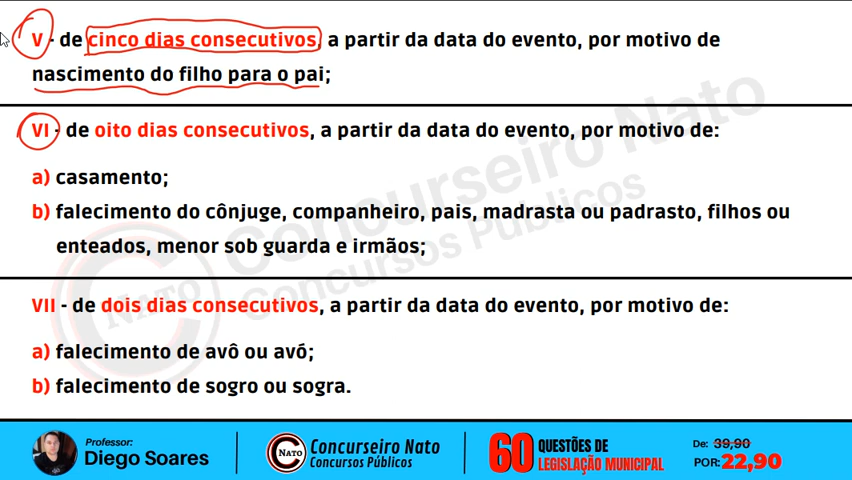 V - de cinco dias consecutivos, a partir da data do evento, por motivo de
nascimento do filho para o pai;
VI - de oito dias consecutivos, a partir da data do evento, por motivo de:
a) casamento;
b) falecimento do cônjuge, companheiro, pais, madrasta ou padrasto, filhos ou
enteados, menor sob guarda e irmãos;
VII - de dois dias consecutivos, a partir da data do evento, por motivo de:
a) falecimento de avô ou avó;
b) falecimento de sogro ou sogra.
NATO
Concurseiro Nato
Concursos Públicos
Professor:
Diego Soares
NATO
Concurseiro Nato
Concursos Públicos
60
QUESTÕES DE
LEGISLAÇÃO MUNICIPAL
De: 39,90
POR: 22,90